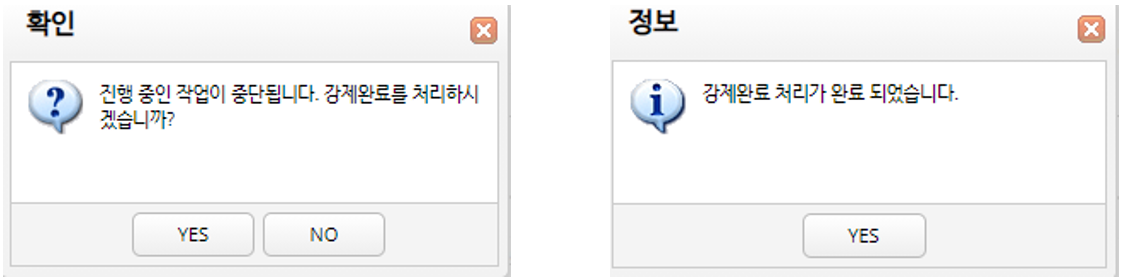 확인
진행 중인 작업이 중단됩니다. 강제완료를 처리하시
겠습니까?
YES NO
정보
강제완료 처리가 완료 되었습니다.
YES